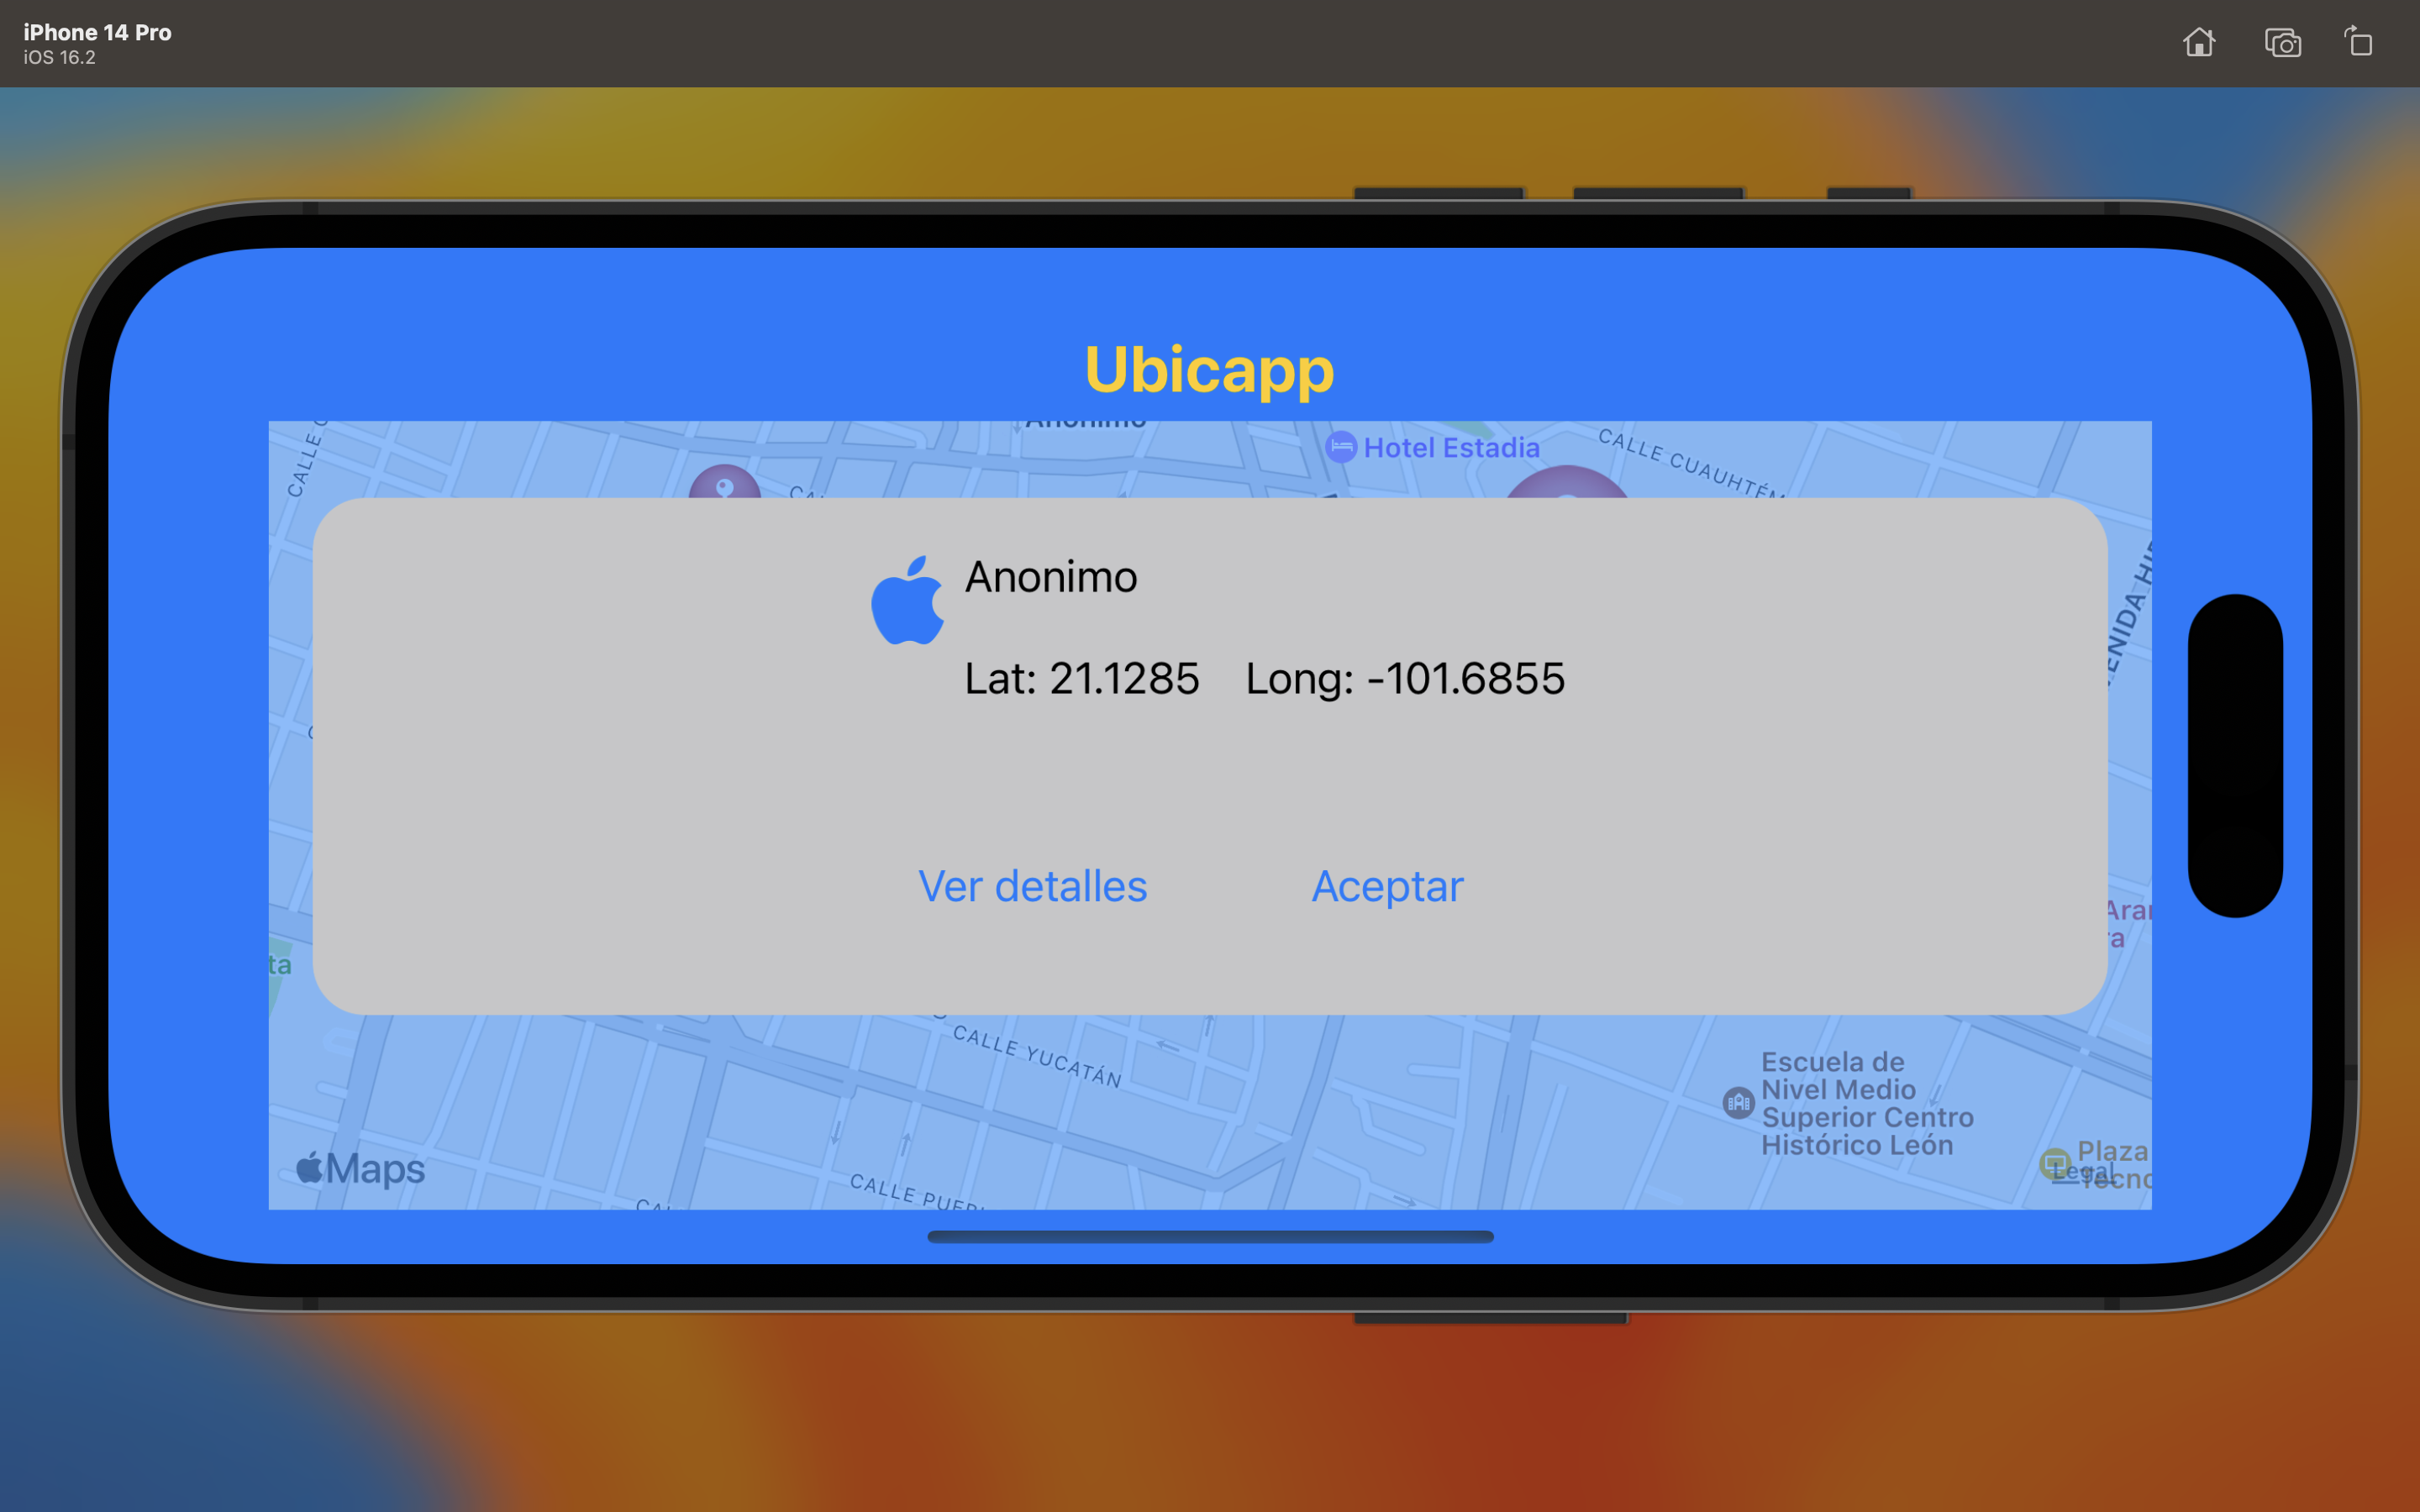 iPhone 14 Pro
iOS 16.2
Ubicapp
Anonimo
Hotel Estadia
CALLE CUAUHTÉM
CALLE
Anonimo
Lat: 21.1285 Long: -101.6855
Ver detalles Aceptar
CALLE YUCATÁN
Escuela de
Nivel Medio
Superior Centro
Histórico León
Plaza
Legal
Maps
CALLE